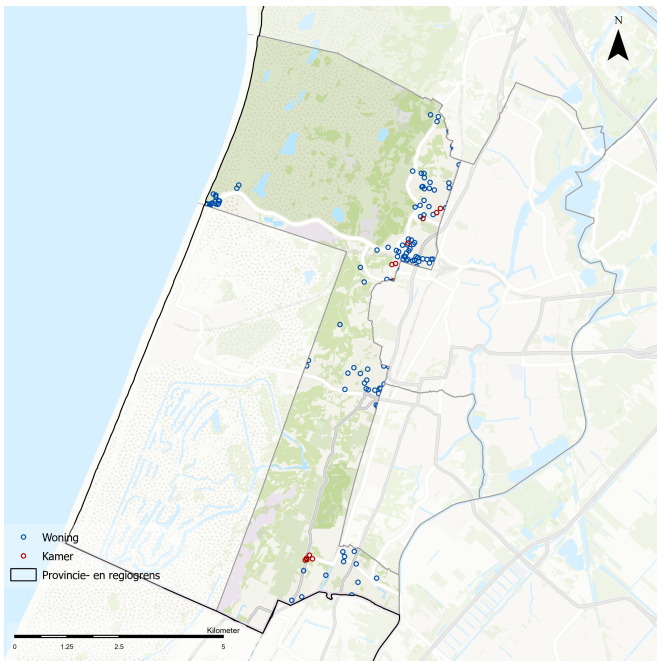 N
Woning
Kamer
Provincie- en regiogrens
Kilometer
0 1.25 2.5 5